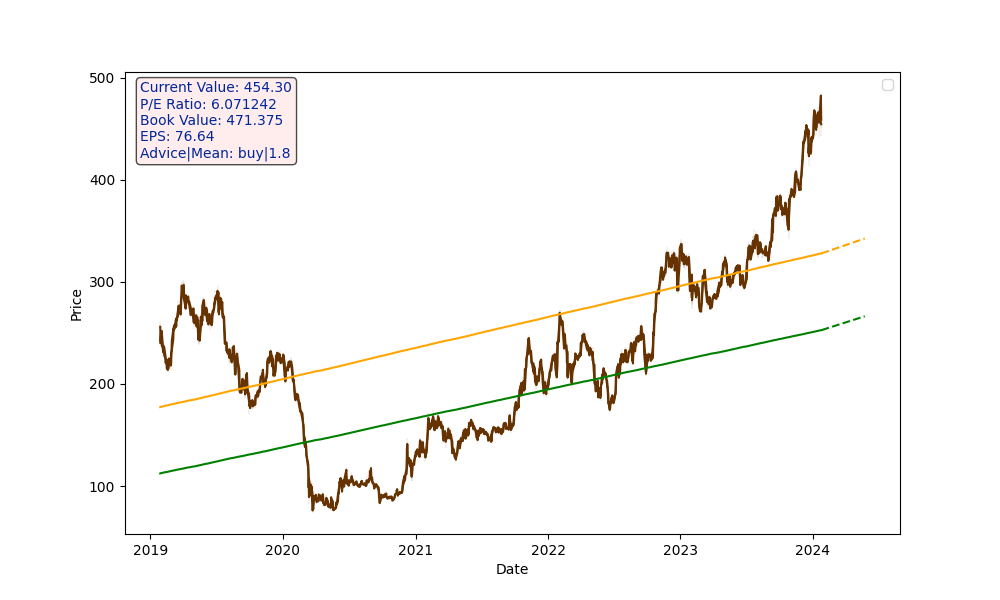 Current Value: 454.30
P/E Ratio: 6.071242
Book Value: 471.375
EPS: 76.64
Advice|Mean: buy|1.8
500
400
300
200
100
Price
2019 2020 2021 2022 2023 2024
Date